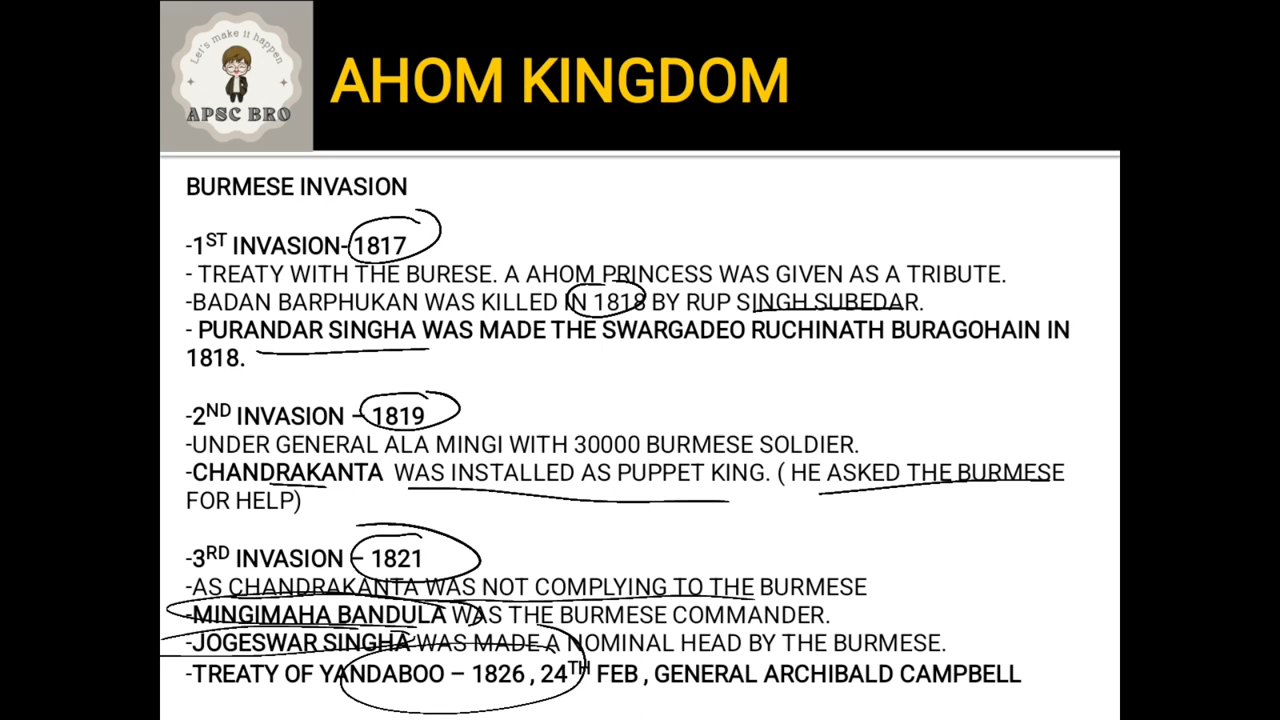 Let's make it happen
APSC BRO
AHOM KINGDOM
BURMESE INVASION
-1ST INVASION-1817
- TREATY WITH THE BURESE. A AHOM PRINCESS WAS GIVEN AS A TRIBUTE.
-BADAN BARPHUKAN WAS KILLED IN 1818 BY RUP SINGH SUBEDAR.
- PURANDAR SINGHA WAS MADE THE SWARGADEO RUCHINATH BURAGOHAIN IN
1818.
-2ND INVASION – 1819
-UNDER GENERAL ALA MINGI WITH 30000 BURMESE SOLDIER.
-CHANDRAKANTA WAS INSTALLED AS PUPPET KING. ( HE ASKED THE BURMESE
FOR HELP)
-3RD INVASION – 1821
-AS CHANDRAKANTA WAS NOT COMPLYING TO THE BURMESE
-MINGIMAHA BANDULA WAS THE BURMESE COMMANDER.
-JOGESWAR SINGHA WAS MADE A NOMINAL HEAD BY THE BURMESE.
-TREATY OF YANDABOO – 1826 , 24TH FEB , GENERAL ARCHIBALD CAMPBELL